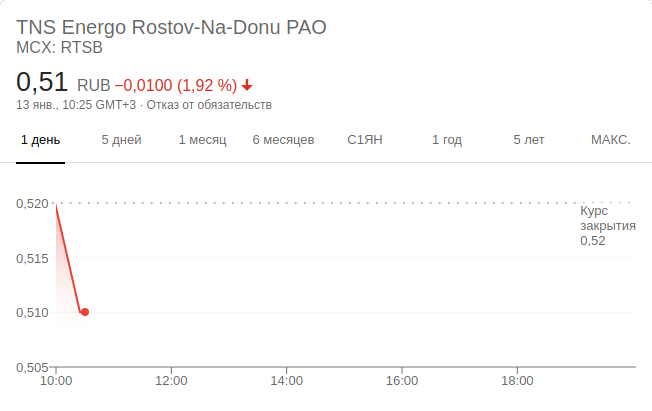 TNS Energo Rostov-Na-Donu PAO
MCX: RTSB
0,51 RUB −0,0100 (1,92 %)
13 янв., 10:25 GMT+3 · Отказ от обязательств
1 день 5 дней 1 месяц 6 месяцев С1ЯН 1 год 5 лет МАКС.
0,520
Курс
закрытия
0,52
0,515
0,510
0,505
10:00 12:00 14:00 16:00 18:00